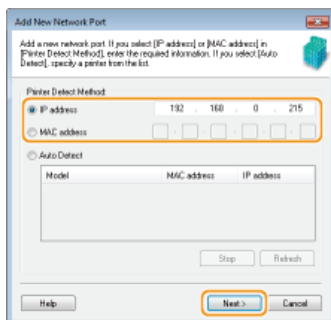 Add New Network Port
Add a new network port. If you select [IP address] or [MAC address] in
[Printer Detect Method], enter the required information. If you select [Auto
Detect], specify a printer from the list.
Printer Detect Method:
IP address 192 . 168 . 0 . 215
MAC address
Auto Detect
Model MAC address IP address
Stop Refresh
Help Next > Cancel